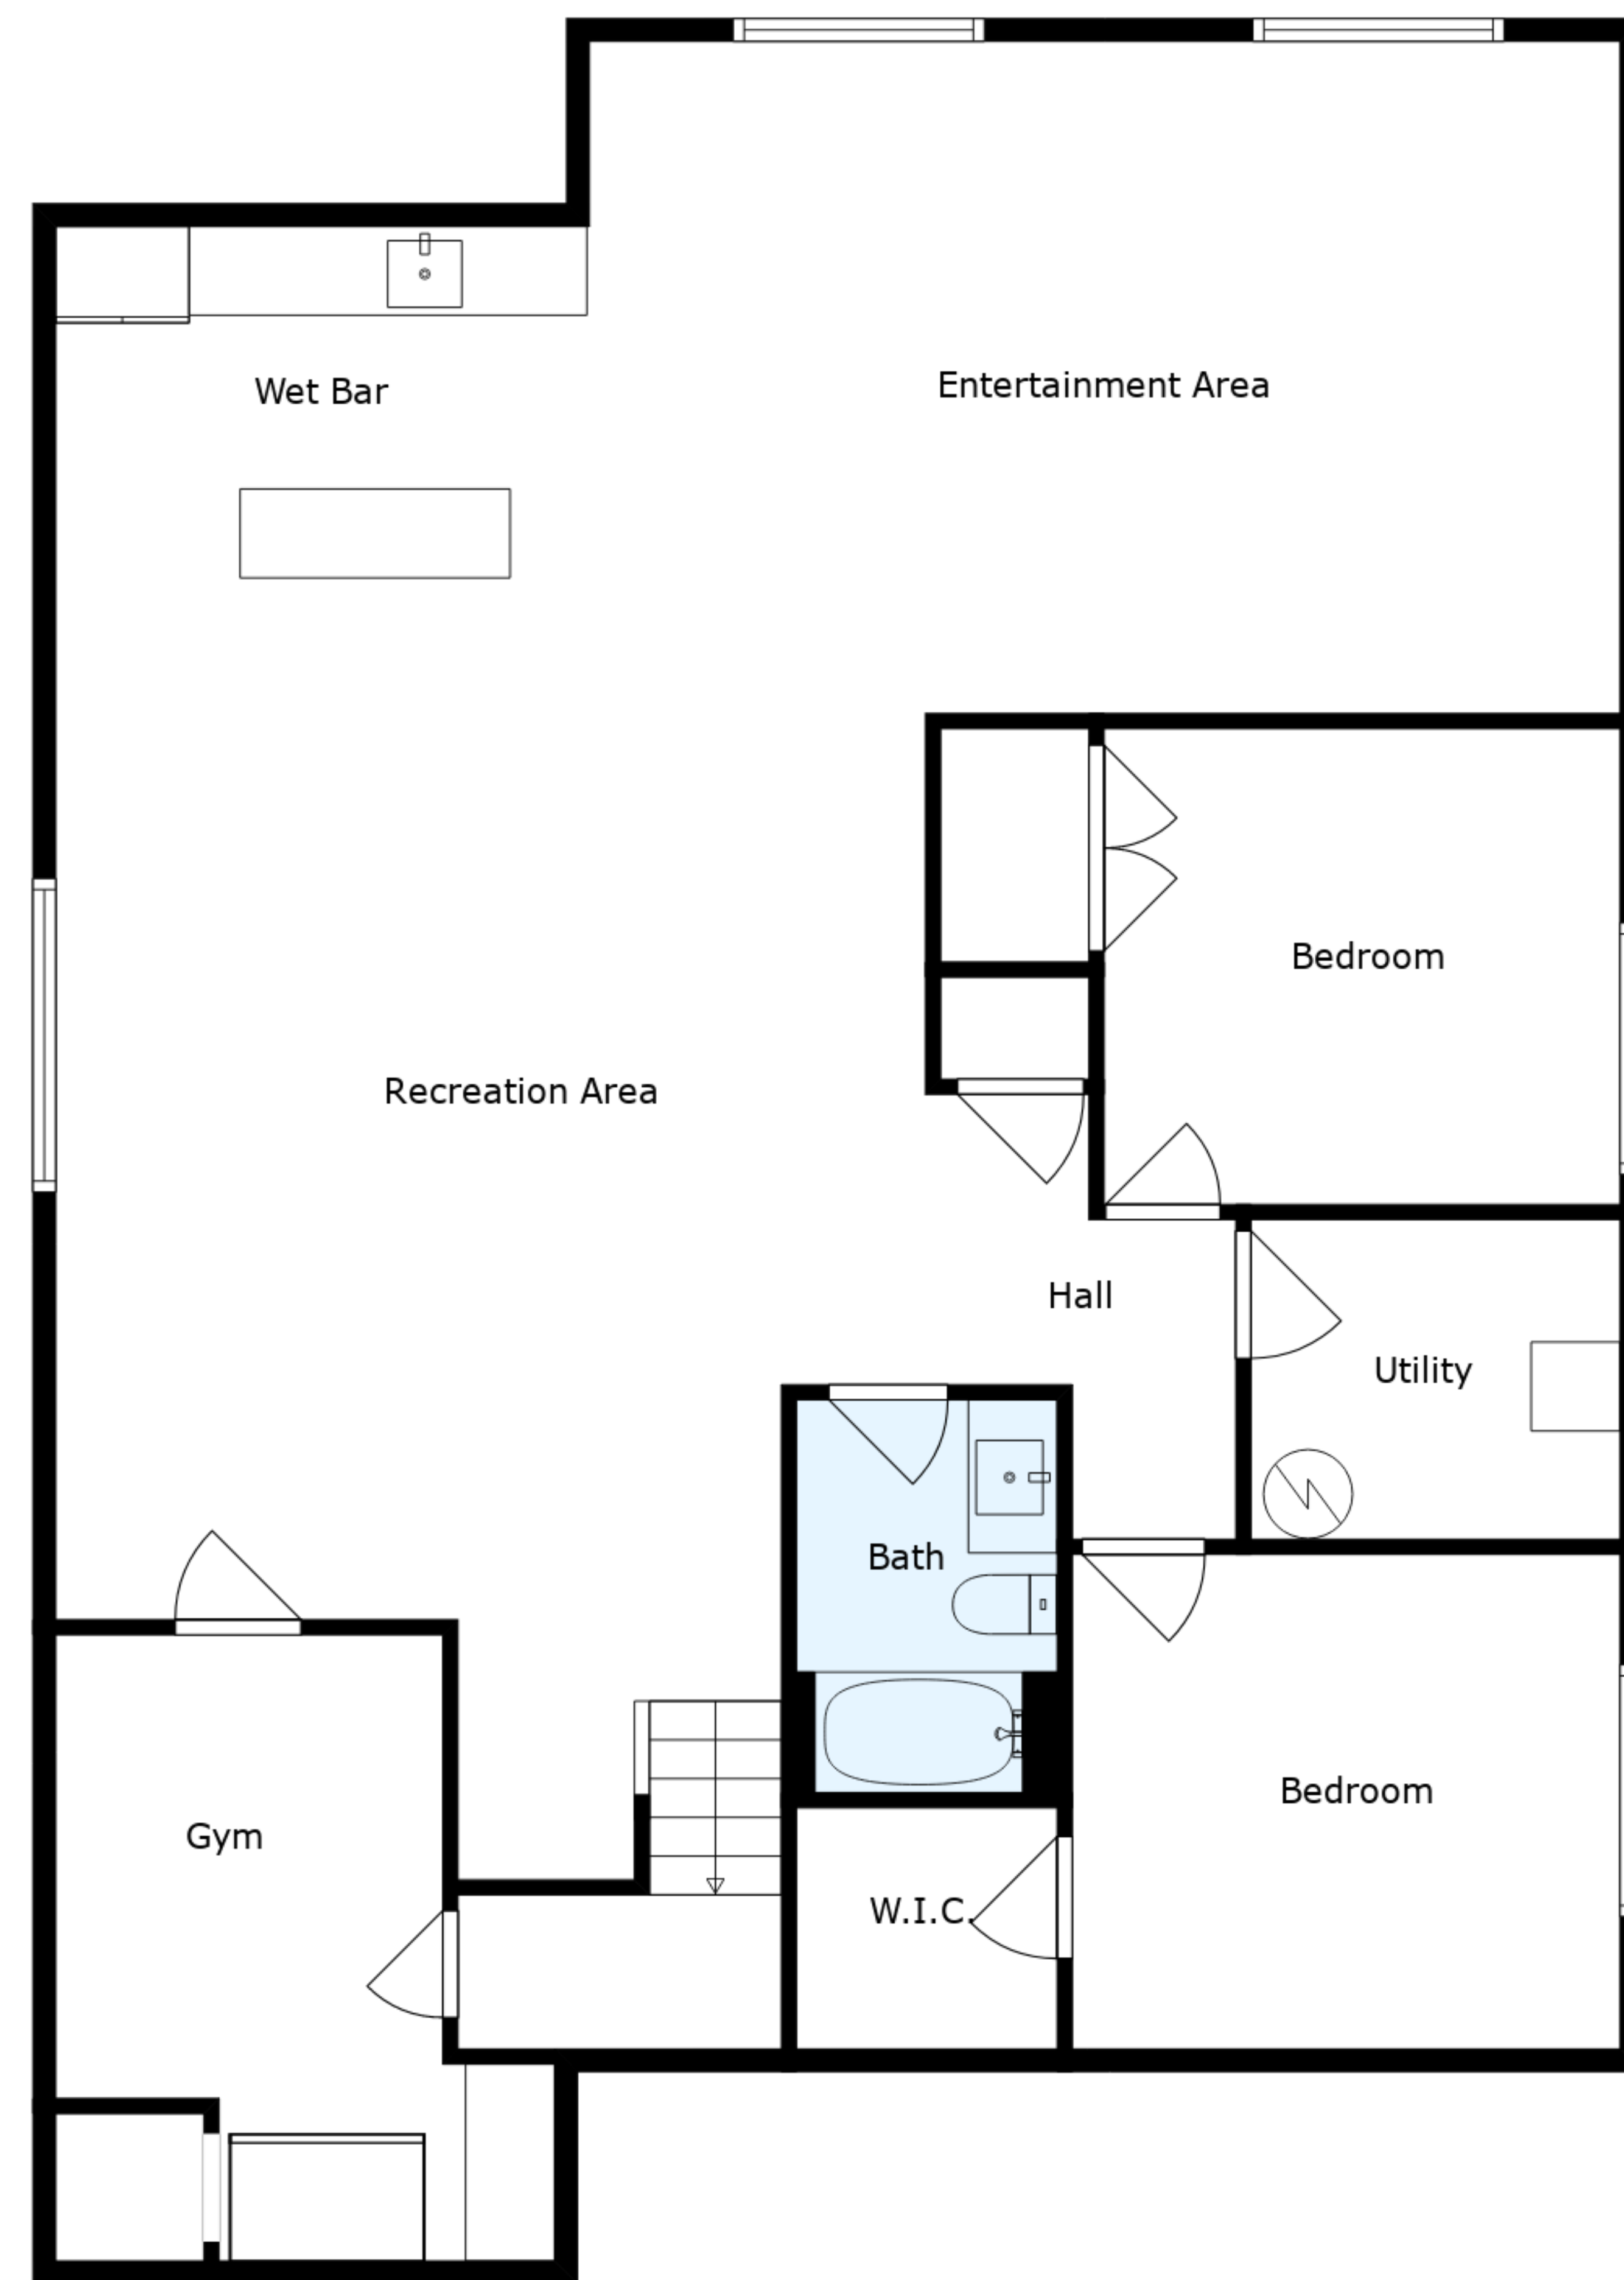 Entertainment Area
Wet Bar
Bedroom
Recreation Area
Hall
Utility
Bath
Bedroom
Gym
W.I.C.